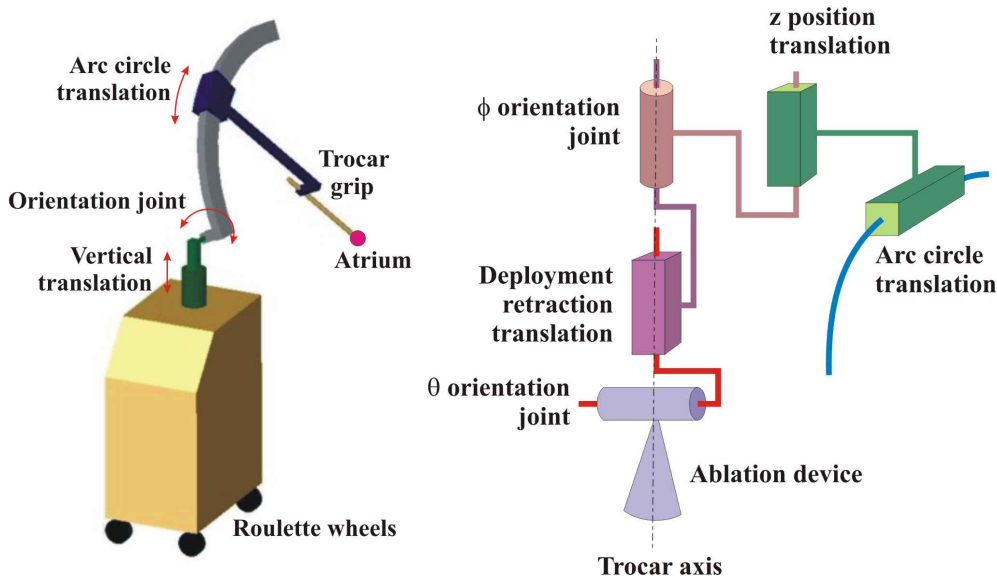 Arc circle
translation
Trocar
grip
Orientation joint
Vertical
translation
Atrium
Roulette wheels
z position
translation
ϕ orientation
joint
Arc circle
translation
Deployment
retraction
translation
θ orientation
joint
Ablation device
Trocar axis